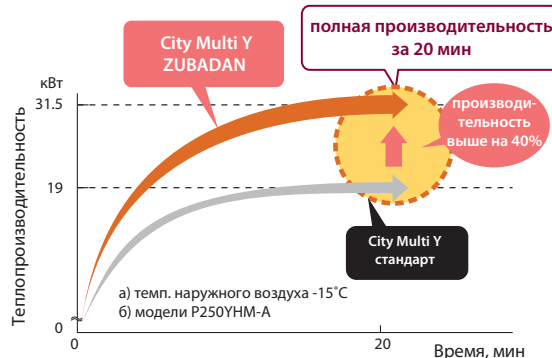 полная производительность
за 20 мин
City Multi Y
ZUBADAN
кВт
31.5
производи-
тельность
выше на 40%
19
City Multi Y
стандарт
Теплопроизводительность
а) темп. наружного воздуха -15˚С
б) модели P250YHM-A
0
0
20
Время, мин